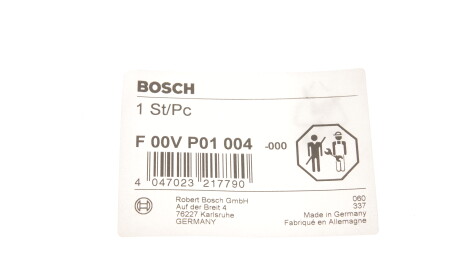 BOSCH
1 St/Pc
F 00V P01 004 -000
4 047023 217790
Robert Bosch GmbH
Auf der Breit 4
76227 Karlsruhe
GERMANY
060
337
Made in Germany
Fabriqué en Allemagne